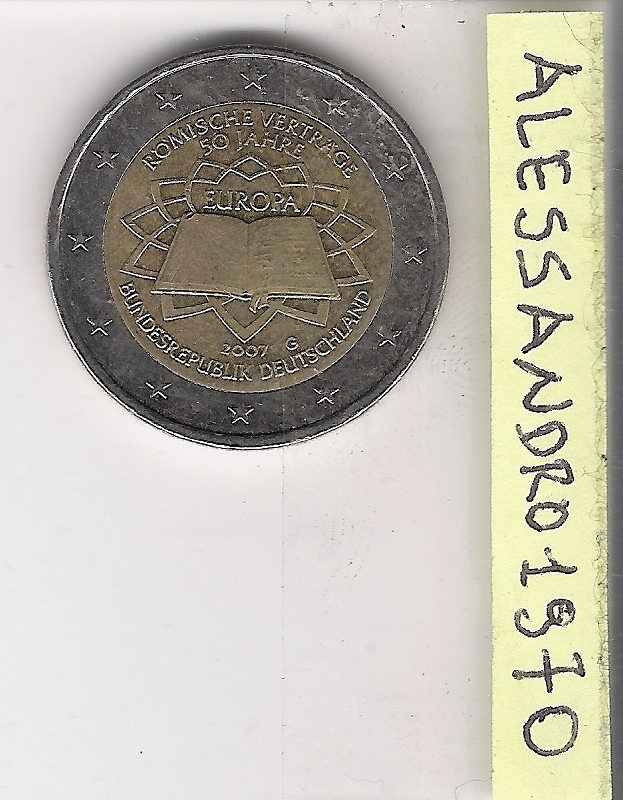 RÖMISCHE VERTRÄGE
50 JAHRE
EUROPA
2007 G
BUNDESREPUBLIK DEUTSCHLAND
ALESSANDRO1970